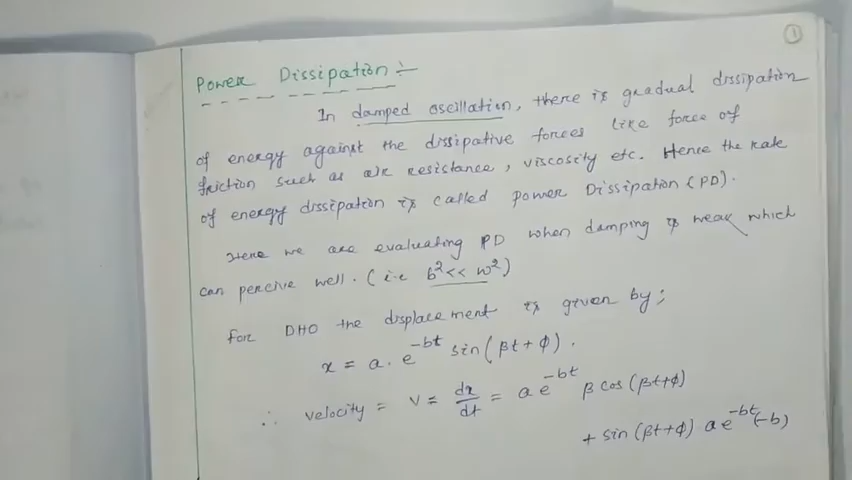 1
Power Dissipation :-
In damped oscillation, there is gradual dissipation
of energy against the dissipative forces like force of
friction such as air resistance, viscosity etc. Hence the rate
of energy dissipation is called power Dissipation (PD).
Here we are evaluating PD when damping is weak which
can percive well. (i.e b² << w²)
for DHO the displacement is given by;
x = a. e^{-bt} sin(βt+ϕ).
∴ velocity = v = dx/dt = a e^{-bt} β cos(βt+ϕ)
+ sin(βt+ϕ) a e^{-bt}(-b)